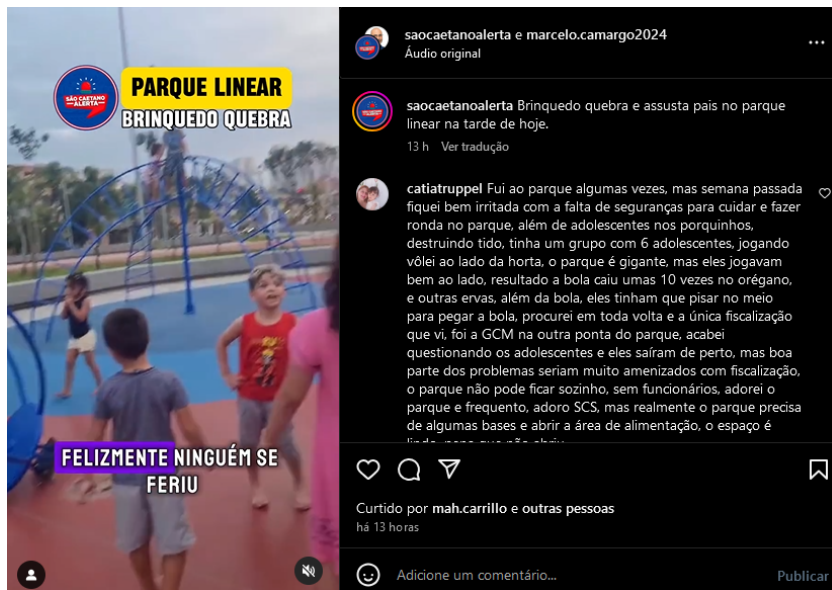 SÃO CAETANO
ALERTA
PARQUE LINEAR
BRINQUEDO QUEBRA
FELIZMENTE NINGUÉM SE
FERIU
saocaetanoalerta e marcelo.camargo2024
Áudio original
saocaetanoalerta Brinquedo quebra e assusta pais no parque
linear na tarde de hoje.
13 h Ver tradução
catiatruppel Fui ao parque algumas vezes, mas semana passada
fiquei bem irritada com a falta de seguranças para cuidar e fazer
ronda no parque, além de adolescentes nos porquinhos,
destruindo tido, tinha um grupo com 6 adolescentes, jogando
vôlei ao lado da horta, o parque é gigante, mas eles jogavam
bem ao lado, resultado a bola caiu umas 10 vezes no orégano,
e outras ervas, além da bola, eles tinham que pisar no meio
para pegar a bola, procurei em toda volta e a única fiscalização
que vi, foi a GCM na outra ponta do parque, acabei
questionando os adolescentes e eles saíram de perto, mas boa
parte dos problemas seriam muito amenizados com fiscalização,
o parque não pode ficar sozinho, sem funcionários, adorei o
parque e frequento, adoro SCS, mas realmente o parque precisa
de algumas bases e abrir a área de alimentação, o espaço é
Curtido por mah.carrillo e outras pessoas
há 13 horas
Adicione um comentário...
Publicar